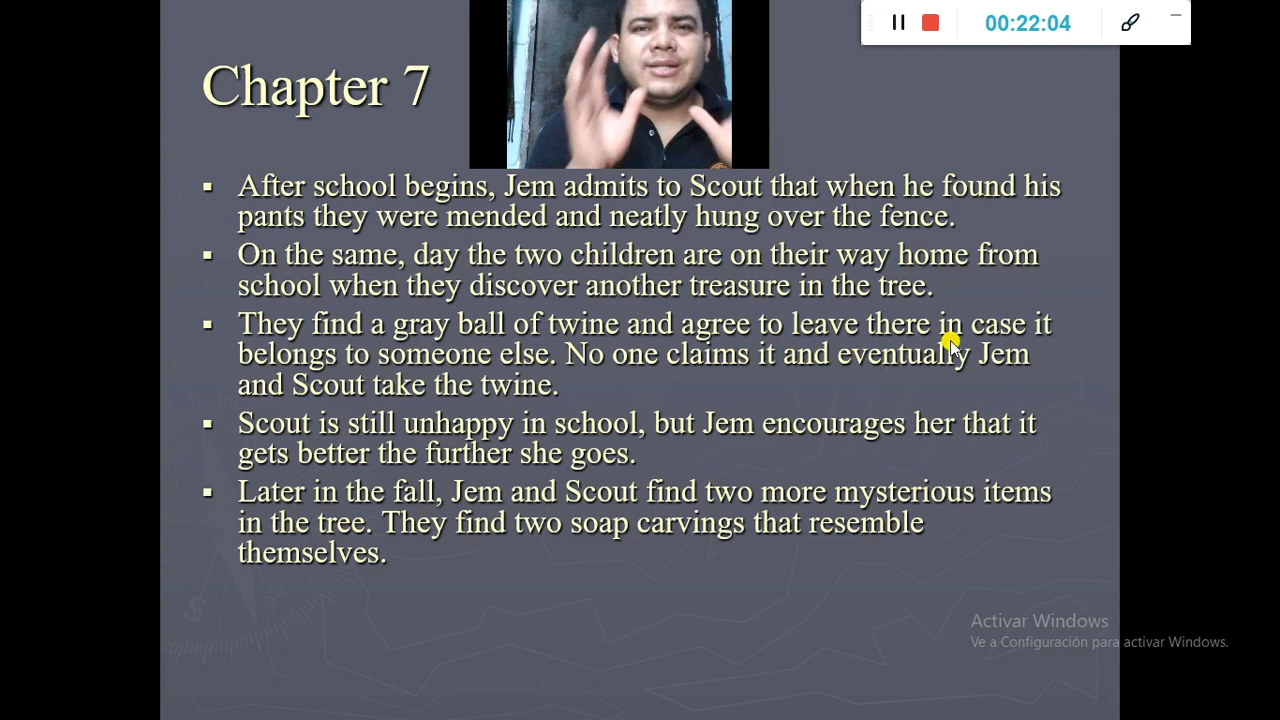 00:22:04
Chapter 7
After school begins, Jem admits to Scout that when he found his
pants they were mended and neatly hung over the fence.
On the same, day the two children are on their way home from
school when they discover another treasure in the tree.
They find a gray ball of twine and agree to leave there in case it
belongs to someone else. No one claims it and eventually Jem
and Scout take the twine.
Scout is still unhappy in school, but Jem encourages her that it
gets better the further she goes.
Later in the fall, Jem and Scout find two more mysterious items
in the tree. They find two soap carvings that resemble
themselves.
S
Activar Windows
Ve a Configuración para activar Windows.